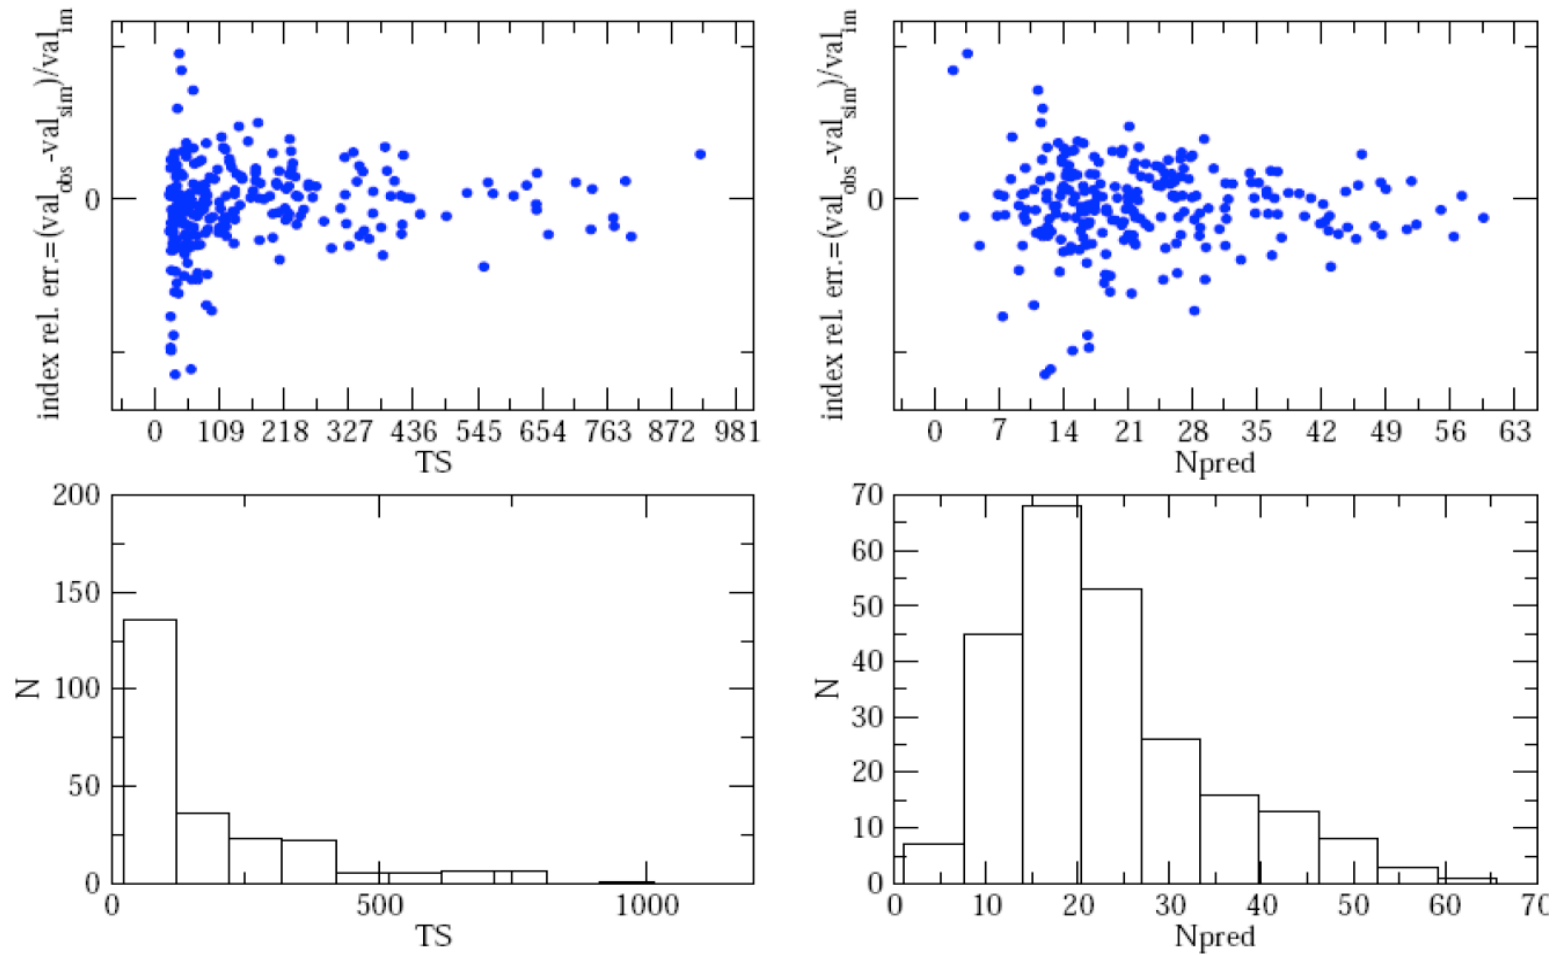 index rel. err.=(val_obs -val_sim)/val_im
0
0 109 218 327 436 545 654 763 872 981
TS
index rel. err.=(val_obs -val_sim)/val_im
0
0 7 14 21 28 35 42 49 56 63
Npred
N
200
150
100
50
0
0 500 1000
TS
N
70
60
50
40
30
20
10
0
0 10 20 30 40 50 60 70
Npred